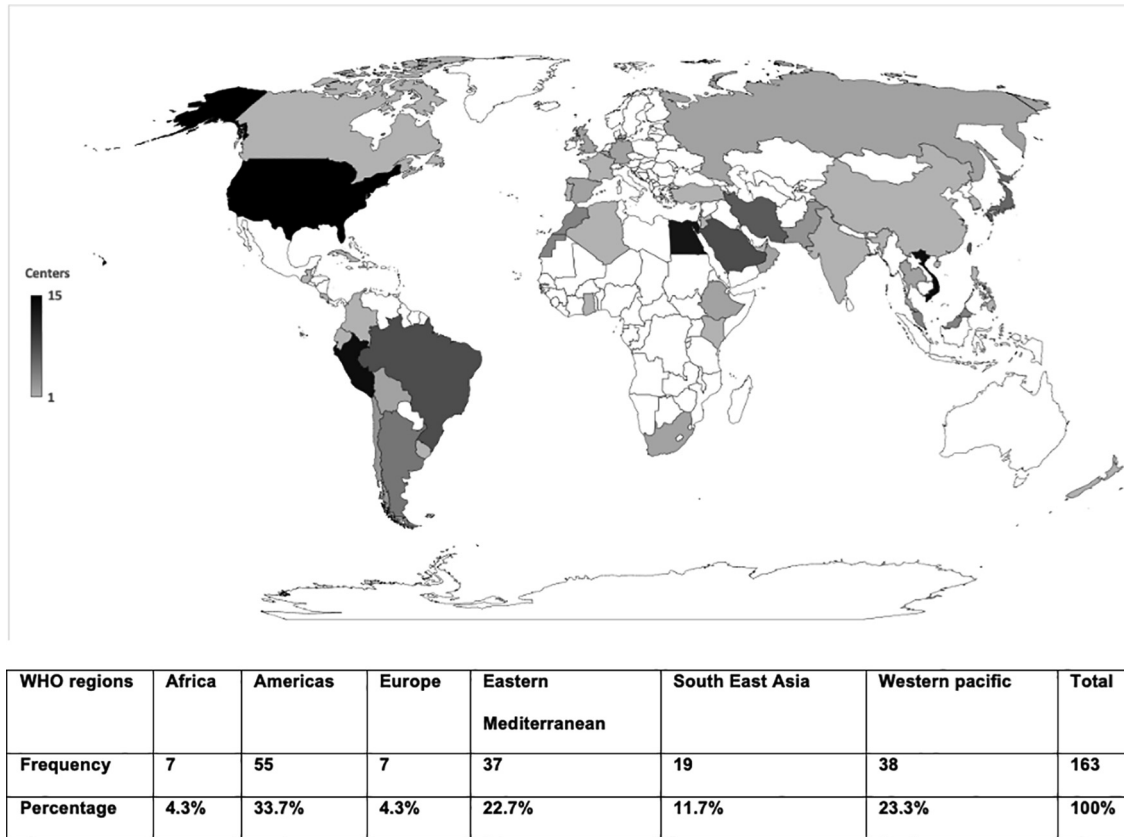 Centers
15
1
WHO regions Africa Americas Europe Eastern Mediterranean South East Asia Western pacific Total
Frequency 7 55 7 37 19 38 163
Percentage 4.3% 33.7% 4.3% 22.7% 11.7% 23.3% 100%